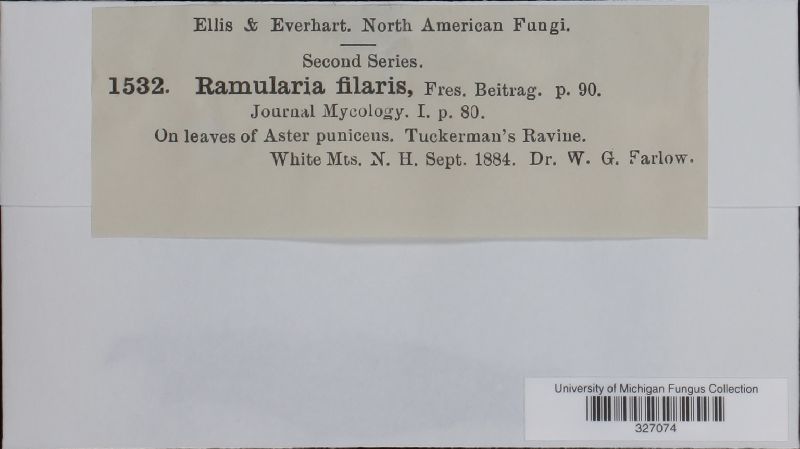 Ellis & Everhart. North American Fungi.
Second Series.
1532. Ramularia filaris, Fres. Beitrag. p. 90.
Journal Mycology. I. p. 80.
On leaves of Aster puniceus. Tuckerman's Ravine.
White Mts. N. H. Sept. 1884. Dr. W. G. Farlow.
University of Michigan Fungus Collection
327074